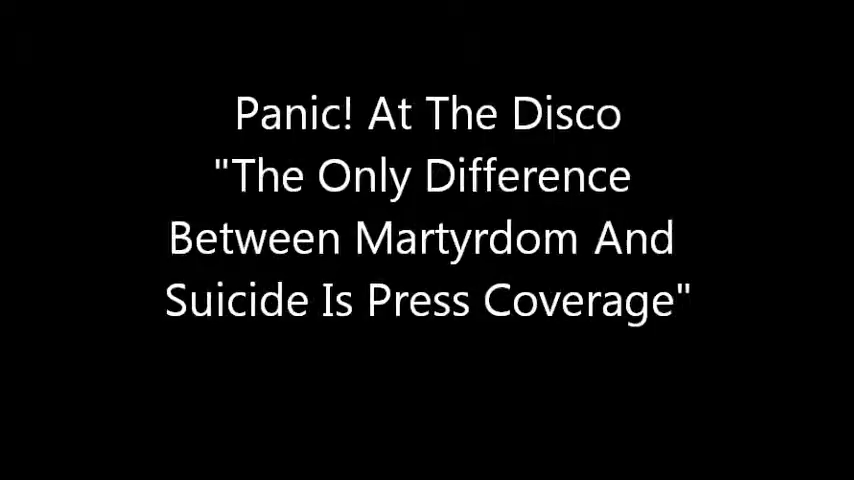 Panic! At The Disco
"The Only Difference
Between Martyrdom And
Suicide Is Press Coverage"